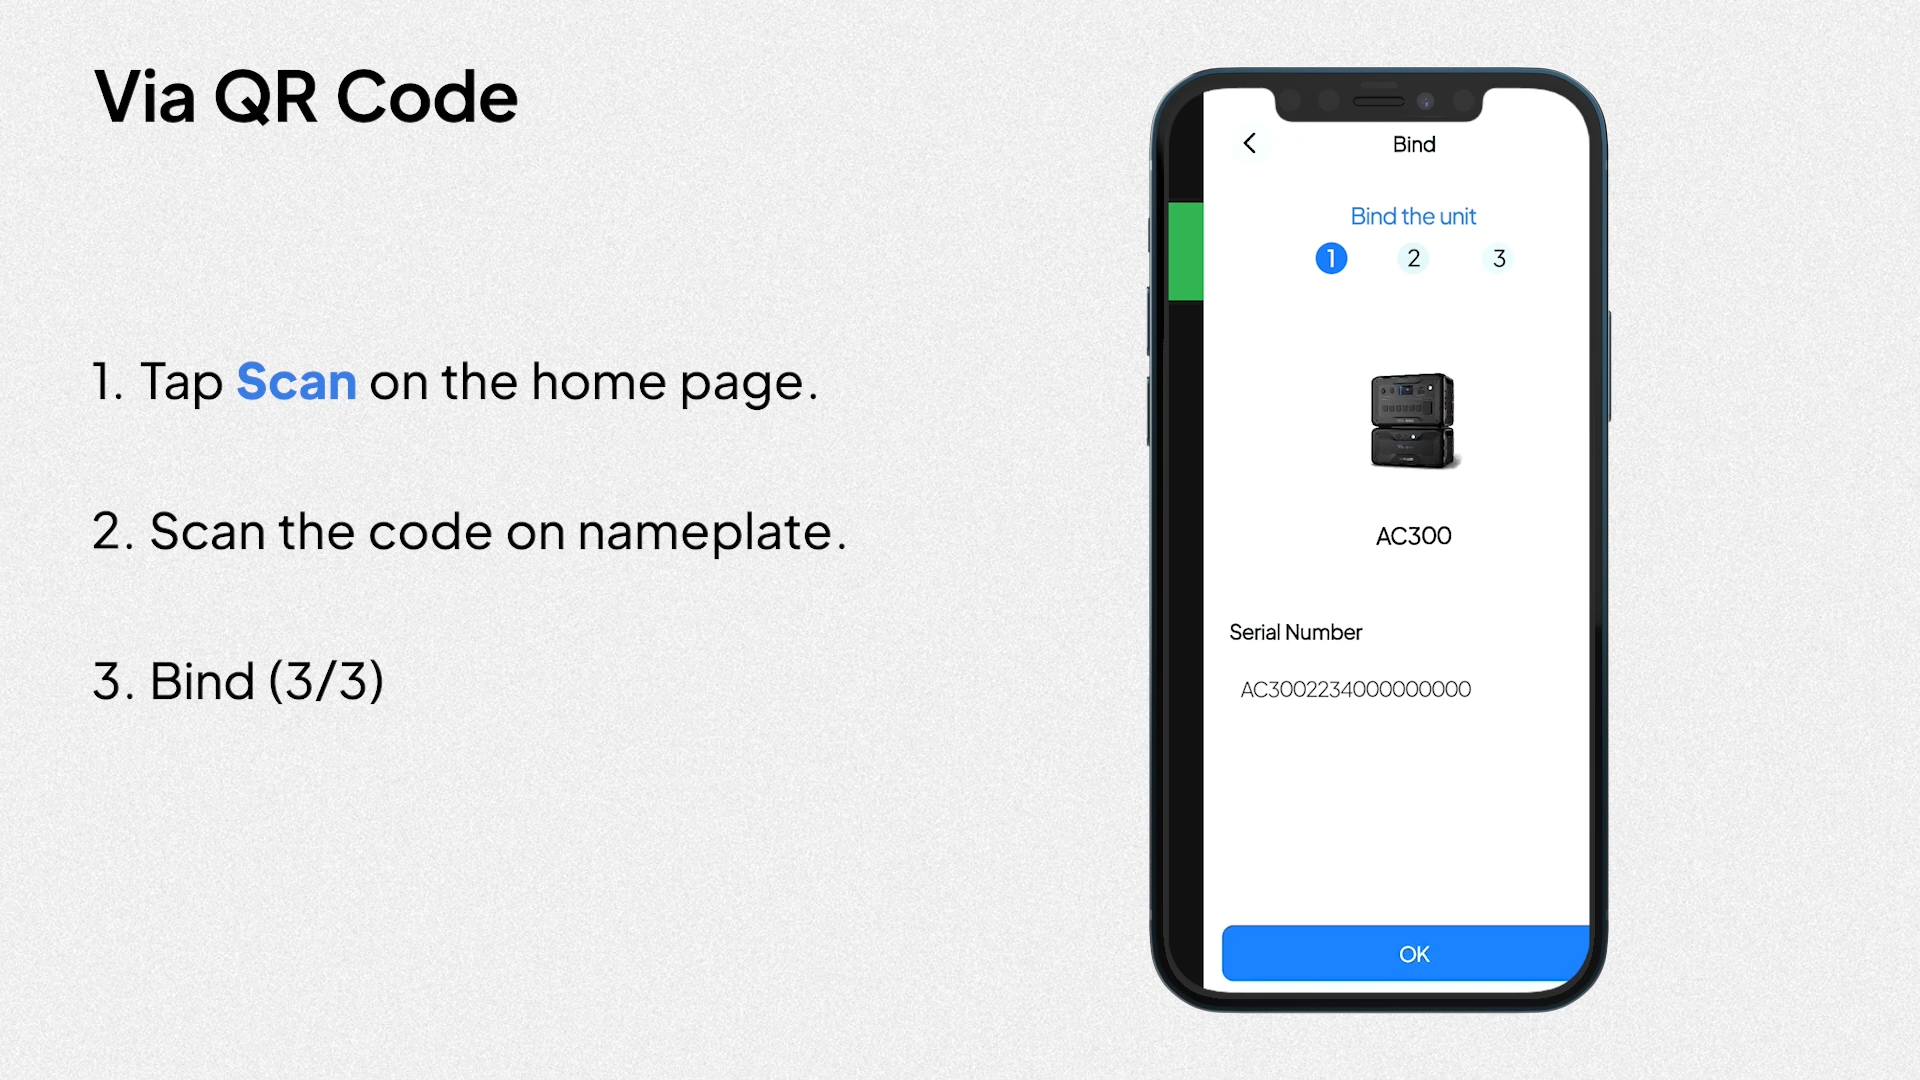 Via QR Code
1. Tap Scan on the home page.
2. Scan the code on nameplate.
3. Bind (3/3)
Bind
Bind the unit
1 2 3
AC300
Serial Number
AC3002234000000000
OK